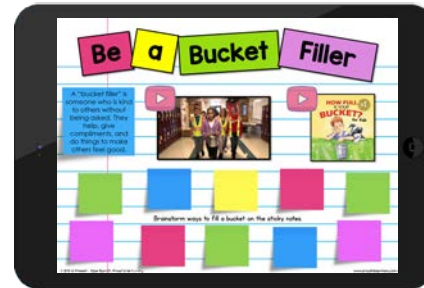 Be a Bucket Filler
A "bucket filler" is
someone who is kind
to others without
being asked. They
help, give
compliments, and
do things to make
others feel good.
HOW FULL
IS YOUR
BUCKET?
for Kids
Brainstorm ways to fill a bucket on the sticky notes.